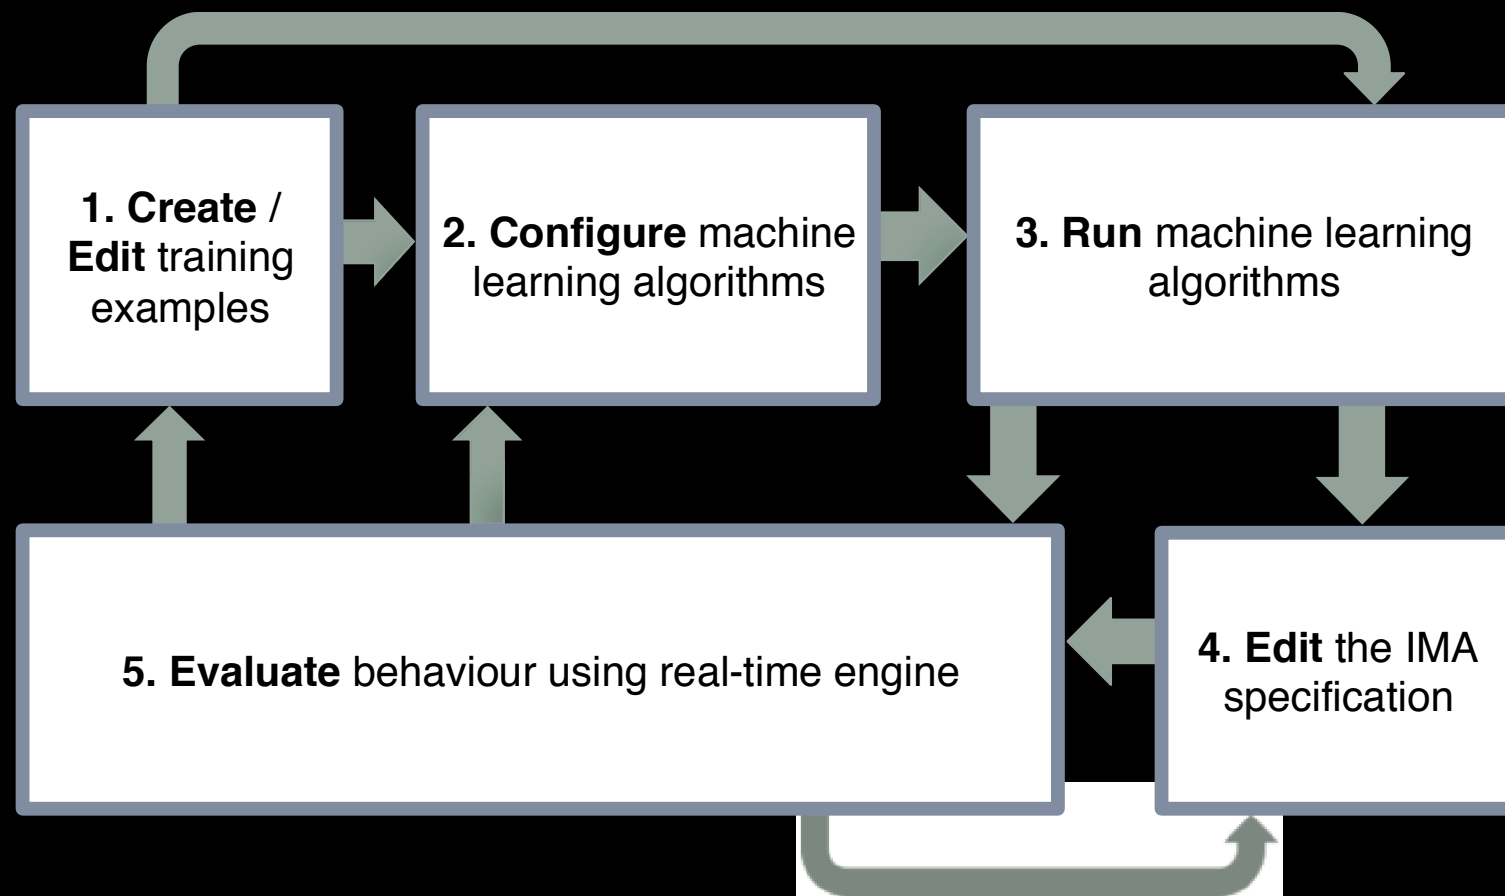 1. Create /
Edit training
examples
2. Configure machine
learning algorithms
3. Run machine learning
algorithms
5. Evaluate behaviour using real-time engine
4. Edit the IMA
specification